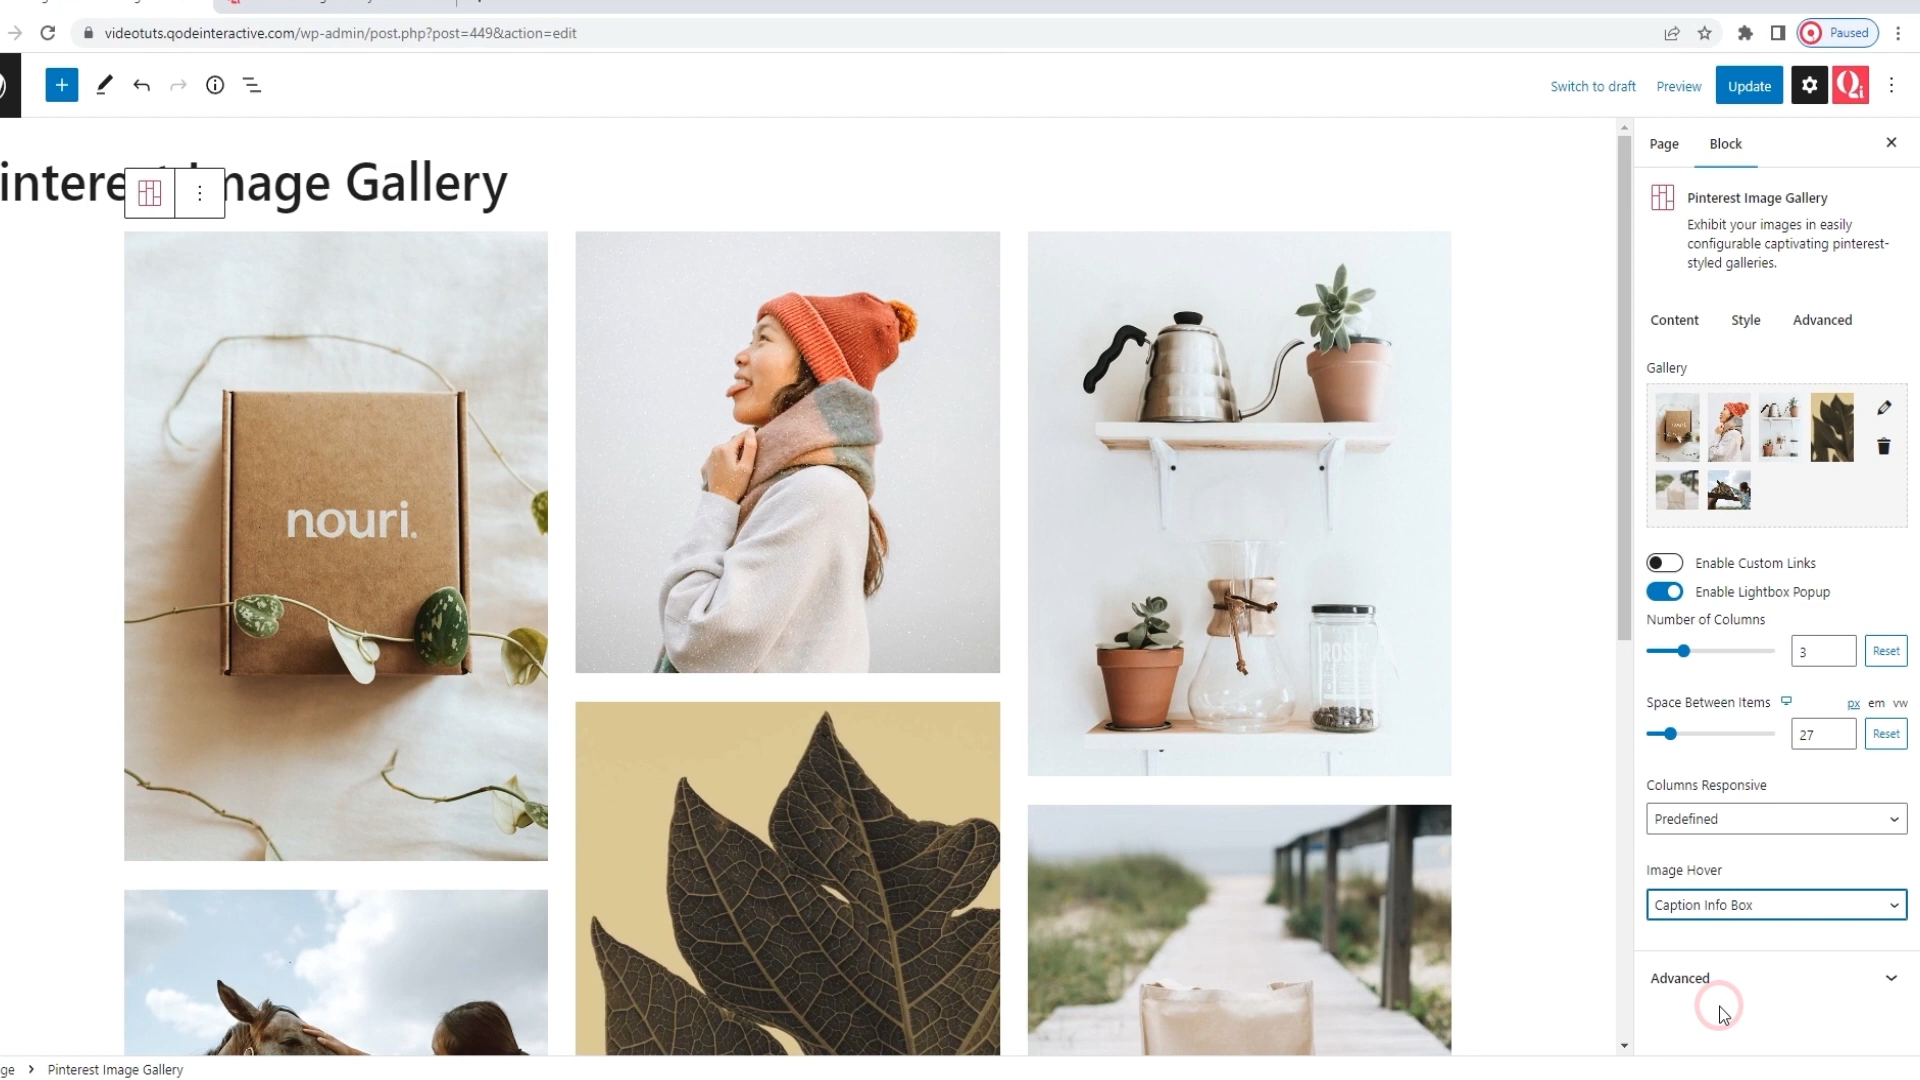 videotuts.qodeinteractive.com/wp-admin/post.php?post=449&action=edit
Paused
Switch to draft
Preview
Update
Qi
Page
Block
Pinterest Image Gallery
Exhibit your images in easily
configurable captivating pinterest-
styled galleries.
Content
Style
Advanced
Gallery
Enable Custom Links
Enable Lightbox Popup
Number of Columns
3
Reset
Space Between Items
px em vw
27
Reset
Columns Responsive
Predefined
Image Hover
Caption Info Box
Advanced
Image Gallery
nouri.
ge > Pinterest Image Gallery